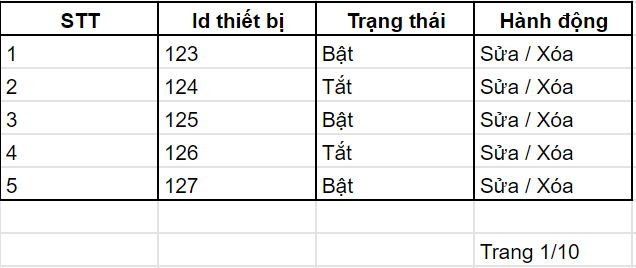 STT Id thiết bị Trạng thái Hành động
1 123 Bật Sửa / Xóa
2 124 Tắt Sửa / Xóa
3 125 Bật Sửa / Xóa
4 126 Tắt Sửa / Xóa
5 127 Bật Sửa / Xóa
Trang 1/10